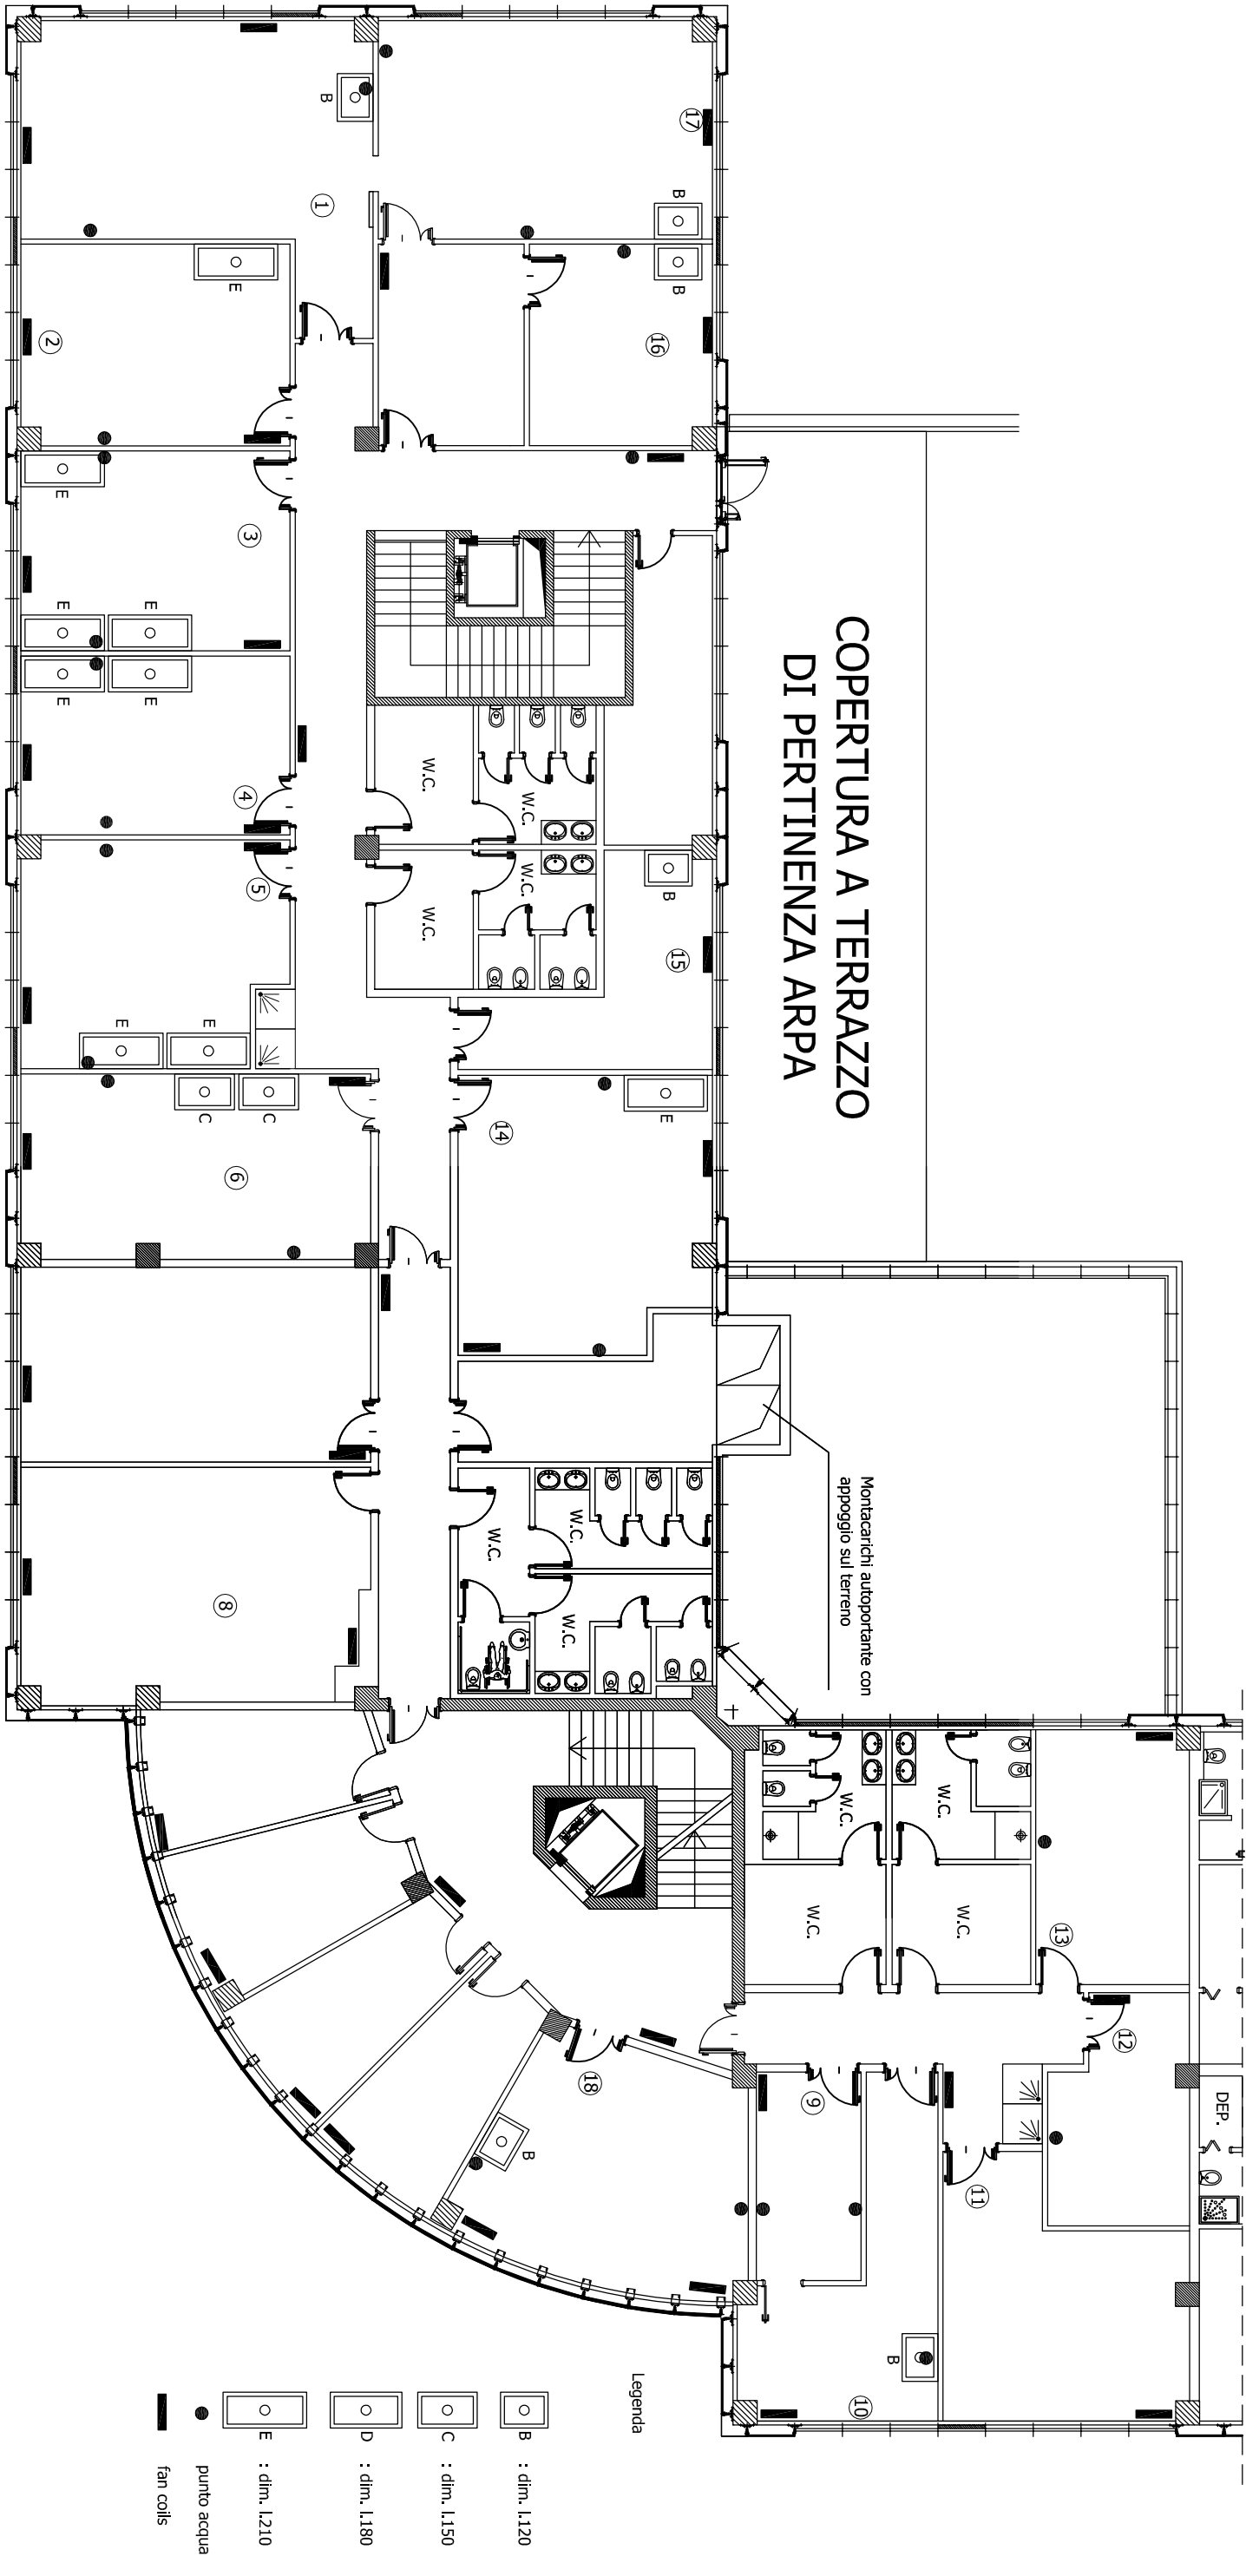 COPERTURA A TERRAZZO
DI PERTINENZA ARPA
Montacarichi autoportante con
appoggio sul terreno
17
B
B
16
B
1
E
2
E
3
E
E
E
E
4
5
W.C.
W.C.
W.C.
W.C.
B
15
E
E
C
C
6
14
E
8
W.C.
W.C.
W.C.
W.C.
W.C.
W.C.
W.C.
13
12
DEP.
11
9
18
B
B
10
Legenda
B : dim. l.120
C : dim. l.150
D : dim. l.180
E : dim. l.210
punto acqua
fan coils